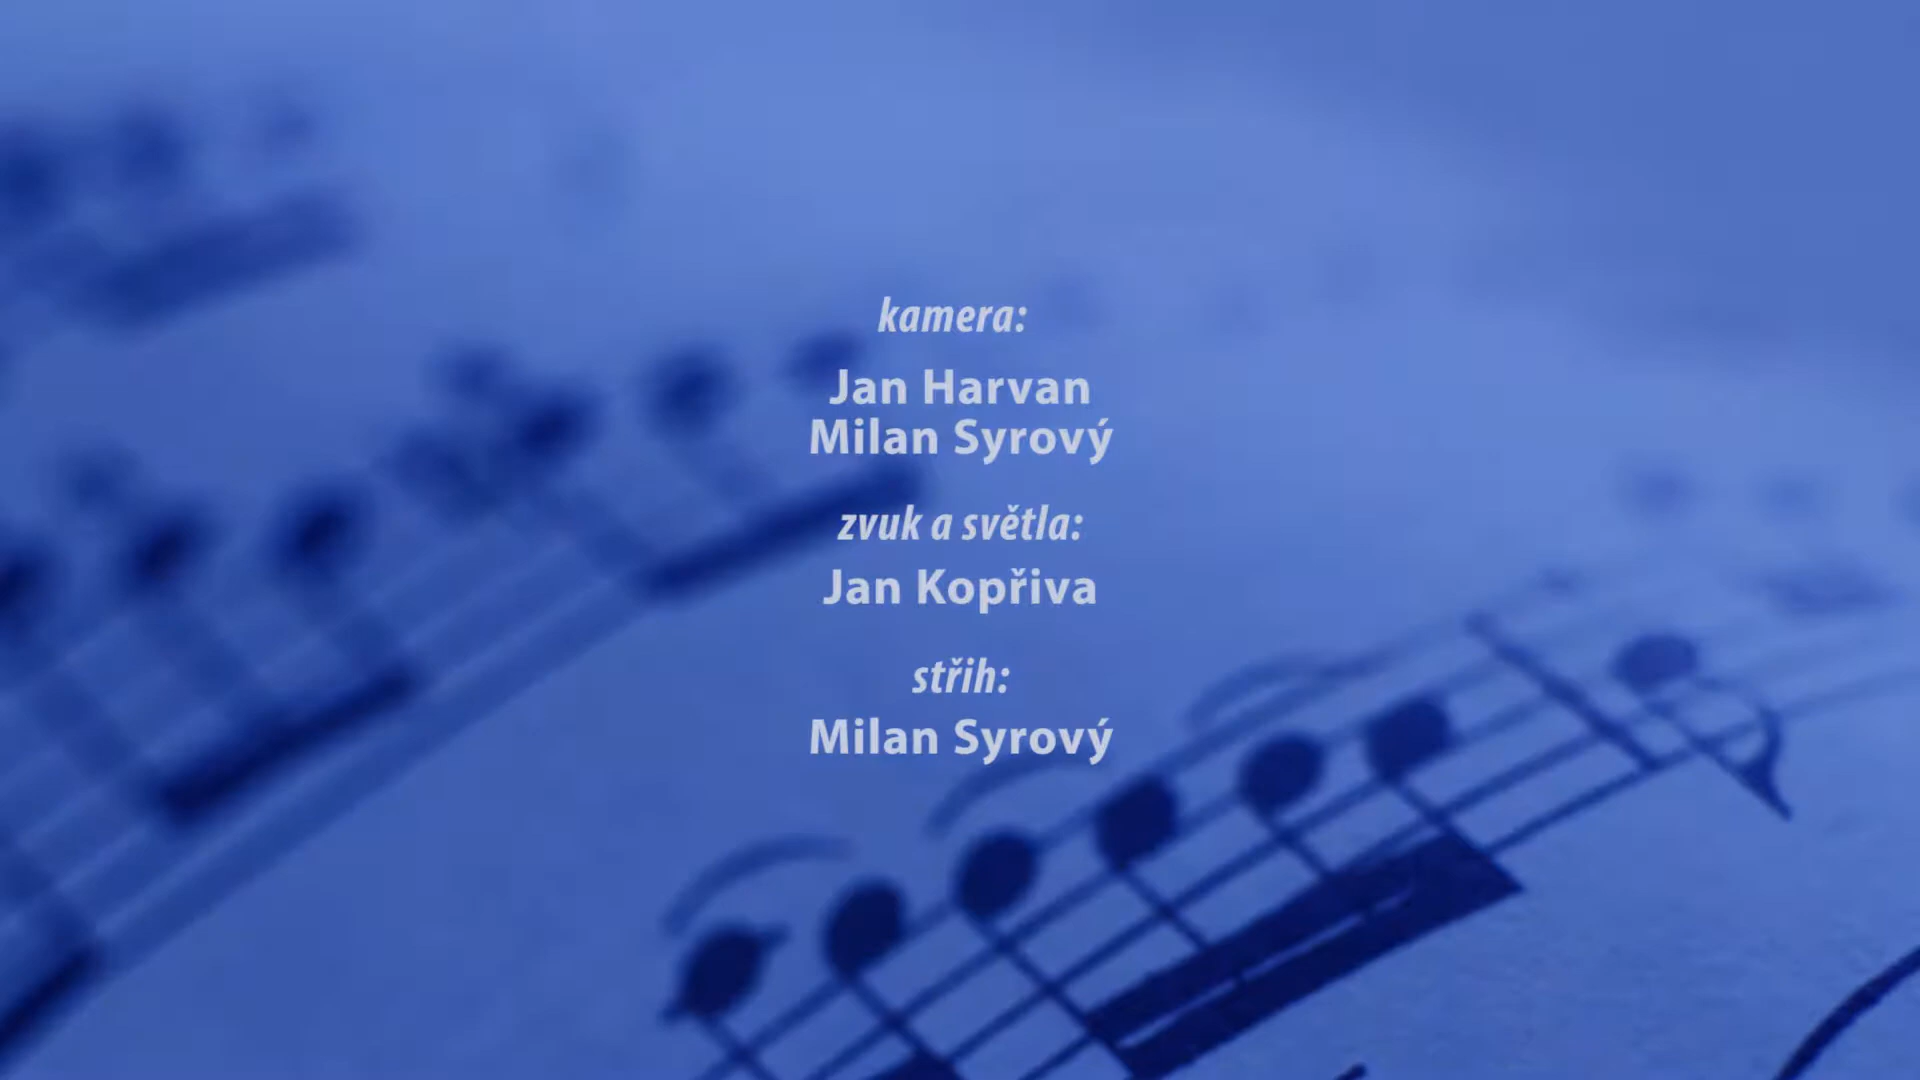 kamera:
Jan Harvan
Milan Syrový
zvuk a světla:
Jan Kopřiva
střih:
Milan Syrový